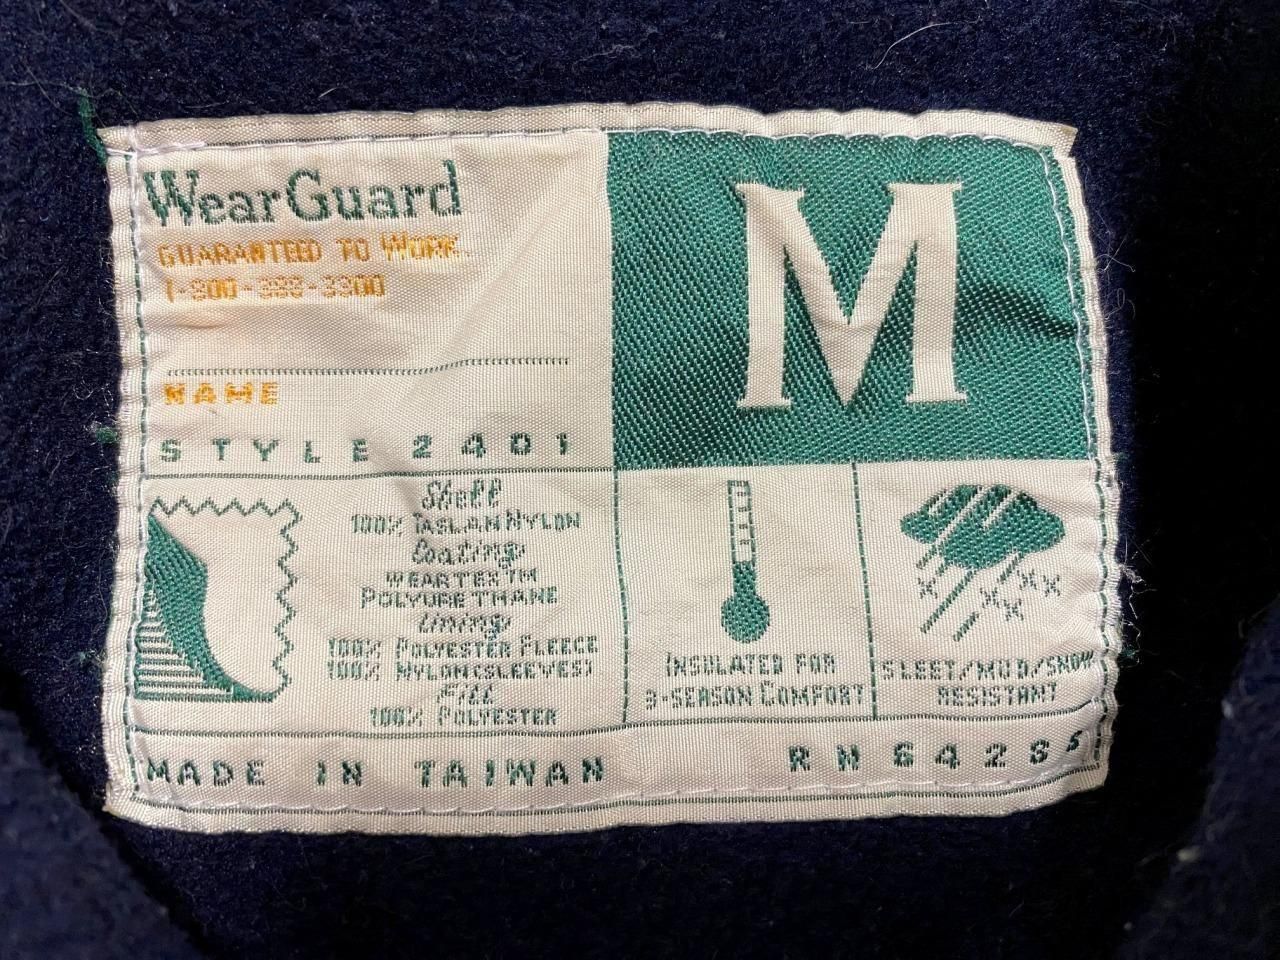 WearGuard
GUARANTEED TO WORK.
1-800-388-3300
NAME
STYLE 2401
M
Shell
100% TASLAN NYLON
Coating
WEARTEX™
POLYURETHANE
Lining
100% POLYESTER FLEECE
100% NYLON (SLEEVES)
Fill
100% POLYESTER
INSULATED FOR
3-SEASON COMFORT
SLEET/MUD/SNOW
RESISTANT
MADE IN TAIWAN
RN 64285